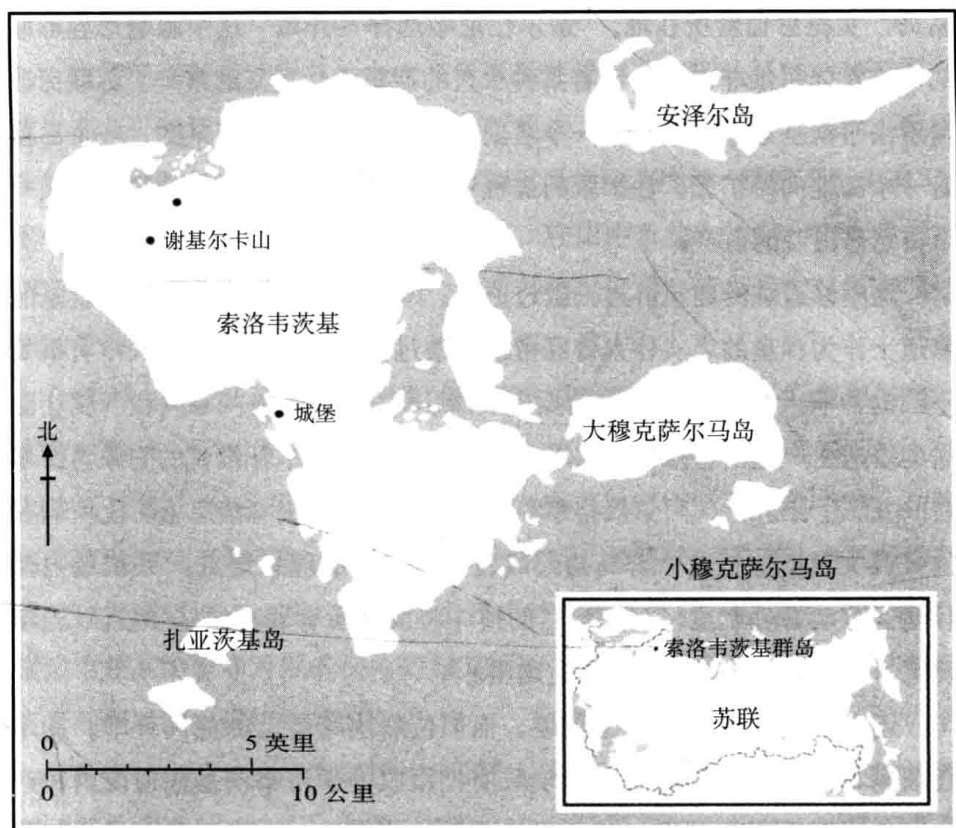 安泽尔岛
谢基尔卡山
索洛韦茨基
城堡
大穆克萨尔马岛
北
小穆克萨尔马岛
扎亚茨基岛
索洛韦茨基群岛
苏联
0 5 英里
0 10 公里